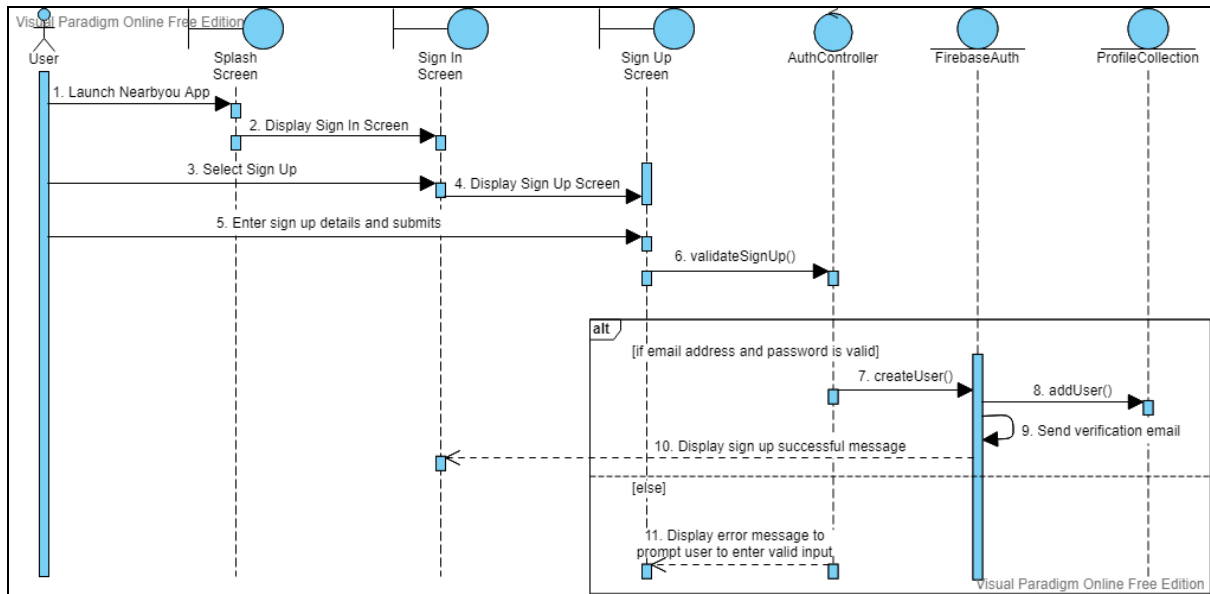 Visual Paradigm Online Free Edition
User
Splash
Screen
Sign In
Screen
Sign Up
Screen
AuthController
FirebaseAuth
ProfileCollection
1. Launch Nearbyou App
2. Display Sign In Screen
3. Select Sign Up
4. Display Sign Up Screen
5. Enter sign up details and submits
6. validateSignUp()
alt
[if email address and password is valid]
7. createUser()
8. addUser()
9. Send verification email
10. Display sign up successful message
[else]
11. Display error message to
prompt user to enter valid input
Visual Paradigm Online Free Edition